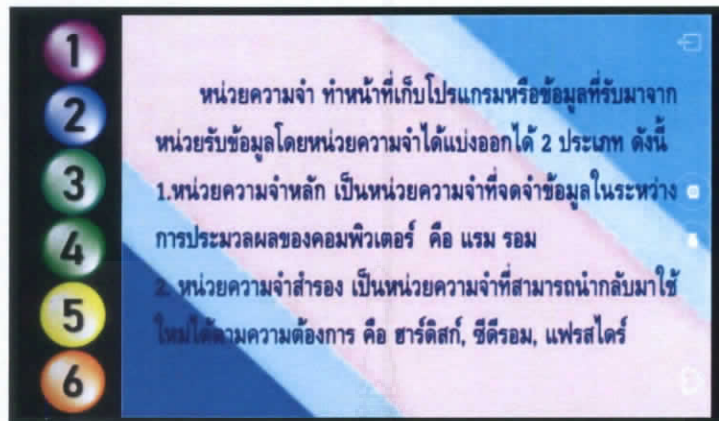 1
2
3
4
5
6
หน่วยความจำ ทำหน้าที่เก็บโปรแกรมหรือข้อมูลที่รับมาจาก
หน่วยรับข้อมูลโดยหน่วยความจำได้แบ่งออกได้ 2 ประเภท ดังนี้
1.หน่วยความจำหลัก เป็นหน่วยความจำที่จดจำข้อมูลในระหว่าง
การประมวลผลของคอมพิวเตอร์ คือ แรม รอม
2. หน่วยความจำสำรอง เป็นหน่วยความจำที่สามารถนำกลับมาใช้
ใหม่ได้ตามความต้องการ คือ ฮาร์ดิสก์, ซีดีรอม, แฟรสไดร์